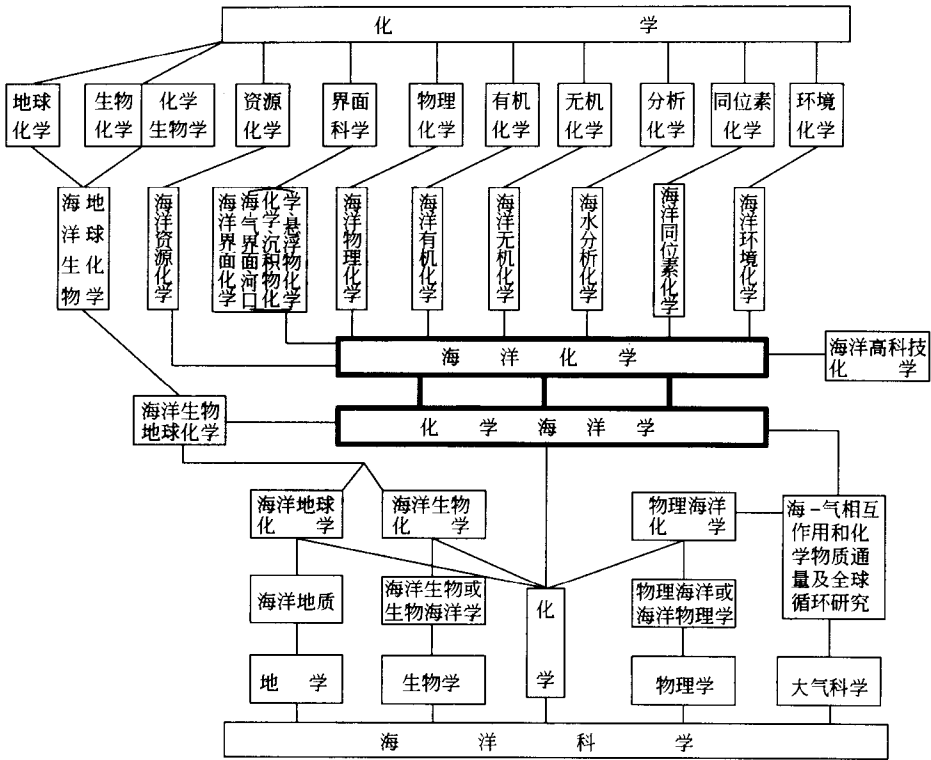 化学
地球
化学
生物
化学
化学
生物学
资源
化学
界面
科学
物理
化学
有机
化学
无机
化学
分析
化学
同位素
化学
环境
化学
海洋生物
地球化学
海洋资源化学
海洋界面化学
海气界面河口
化学、沉积物化
学、悬浮物化学
海洋物理化学
海洋有机化学
海洋无机化学
海水分析化学
海洋同位素化学
海洋环境化学
海洋化学
海洋高科技
化学
海洋生物
地球化学
化学海洋学
海洋地球
化学
海洋生物
化学
物理海洋
化学
海-气相互
作用和化
学物质通
量及全球
循环研究
海洋地质
海洋生物或
生物海洋学
化学
物理海洋或
海洋物理学
地学
生物学
物理学
大气科学
海洋科学